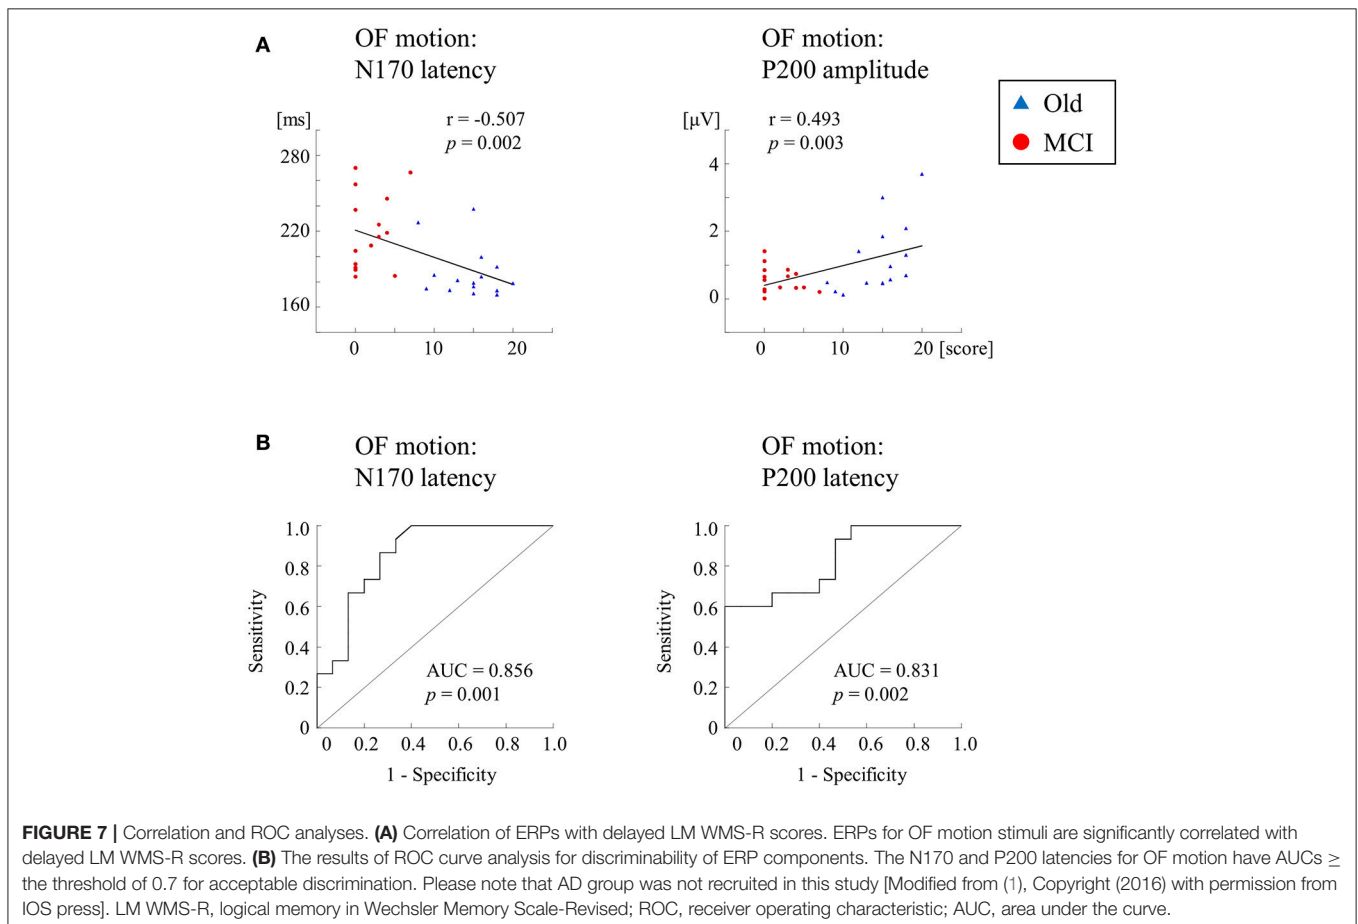 A
OF motion:
N170 latency
[ms]
r = -0.507
p = 0.002
280
220
160
0
10
20
OF motion:
P200 amplitude
[μV]
r = 0.493
p = 0.003
4
2
0
0
10
20 [score]
Old
MCI
B
OF motion:
N170 latency
1.0
0.8
0.6
0.4
0.2
0
Sensitivity
AUC = 0.856
p = 0.001
0 0.2 0.4 0.6 0.8 1.0
1 - Specificity
OF motion:
P200 latency
1.0
0.8
0.6
0.4
0.2
0
Sensitivity
AUC = 0.831
p = 0.002
0 0.2 0.4 0.6 0.8 1.0
1 - Specificity
FIGURE 7 | Correlation and ROC analyses. (A) Correlation of ERPs with delayed LM WMS-R scores. ERPs for OF motion stimuli are significantly correlated with
delayed LM WMS-R scores. (B) The results of ROC curve analysis for discriminability of ERP components. The N170 and P200 latencies for OF motion have AUCs ≥
the threshold of 0.7 for acceptable discrimination. Please note that AD group was not recruited in this study [Modified from (1), Copyright (2016) with permission from
IOS press]. LM WMS-R, logical memory in Wechsler Memory Scale-Revised; ROC, receiver operating characteristic; AUC, area under the curve.